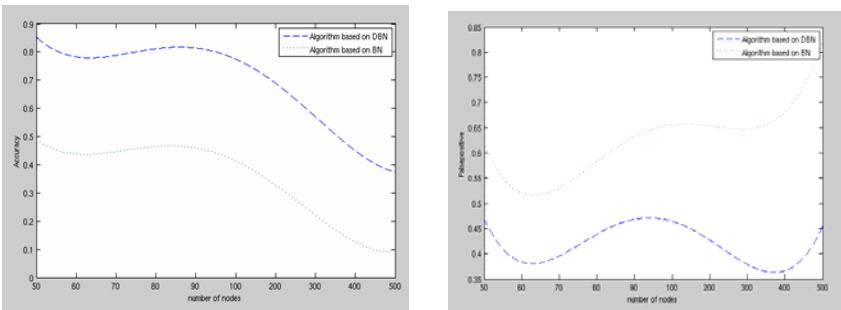 0.9
0.8
0.7
0.6
0.5
0.4
0.3
0.2
0.1
0
Accuracy
Algorithm based on DBN
Algorithm based on BN
50 60 70 80 90 100 200 300 400 500
number of nodes
0.85
0.8
0.75
0.7
0.65
0.6
0.55
0.5
0.45
0.4
0.35
Falsepositive
Algorithm based on DBN
Algorithm based on BN
50 60 70 80 90 100 200 300 400 500
number of nodes